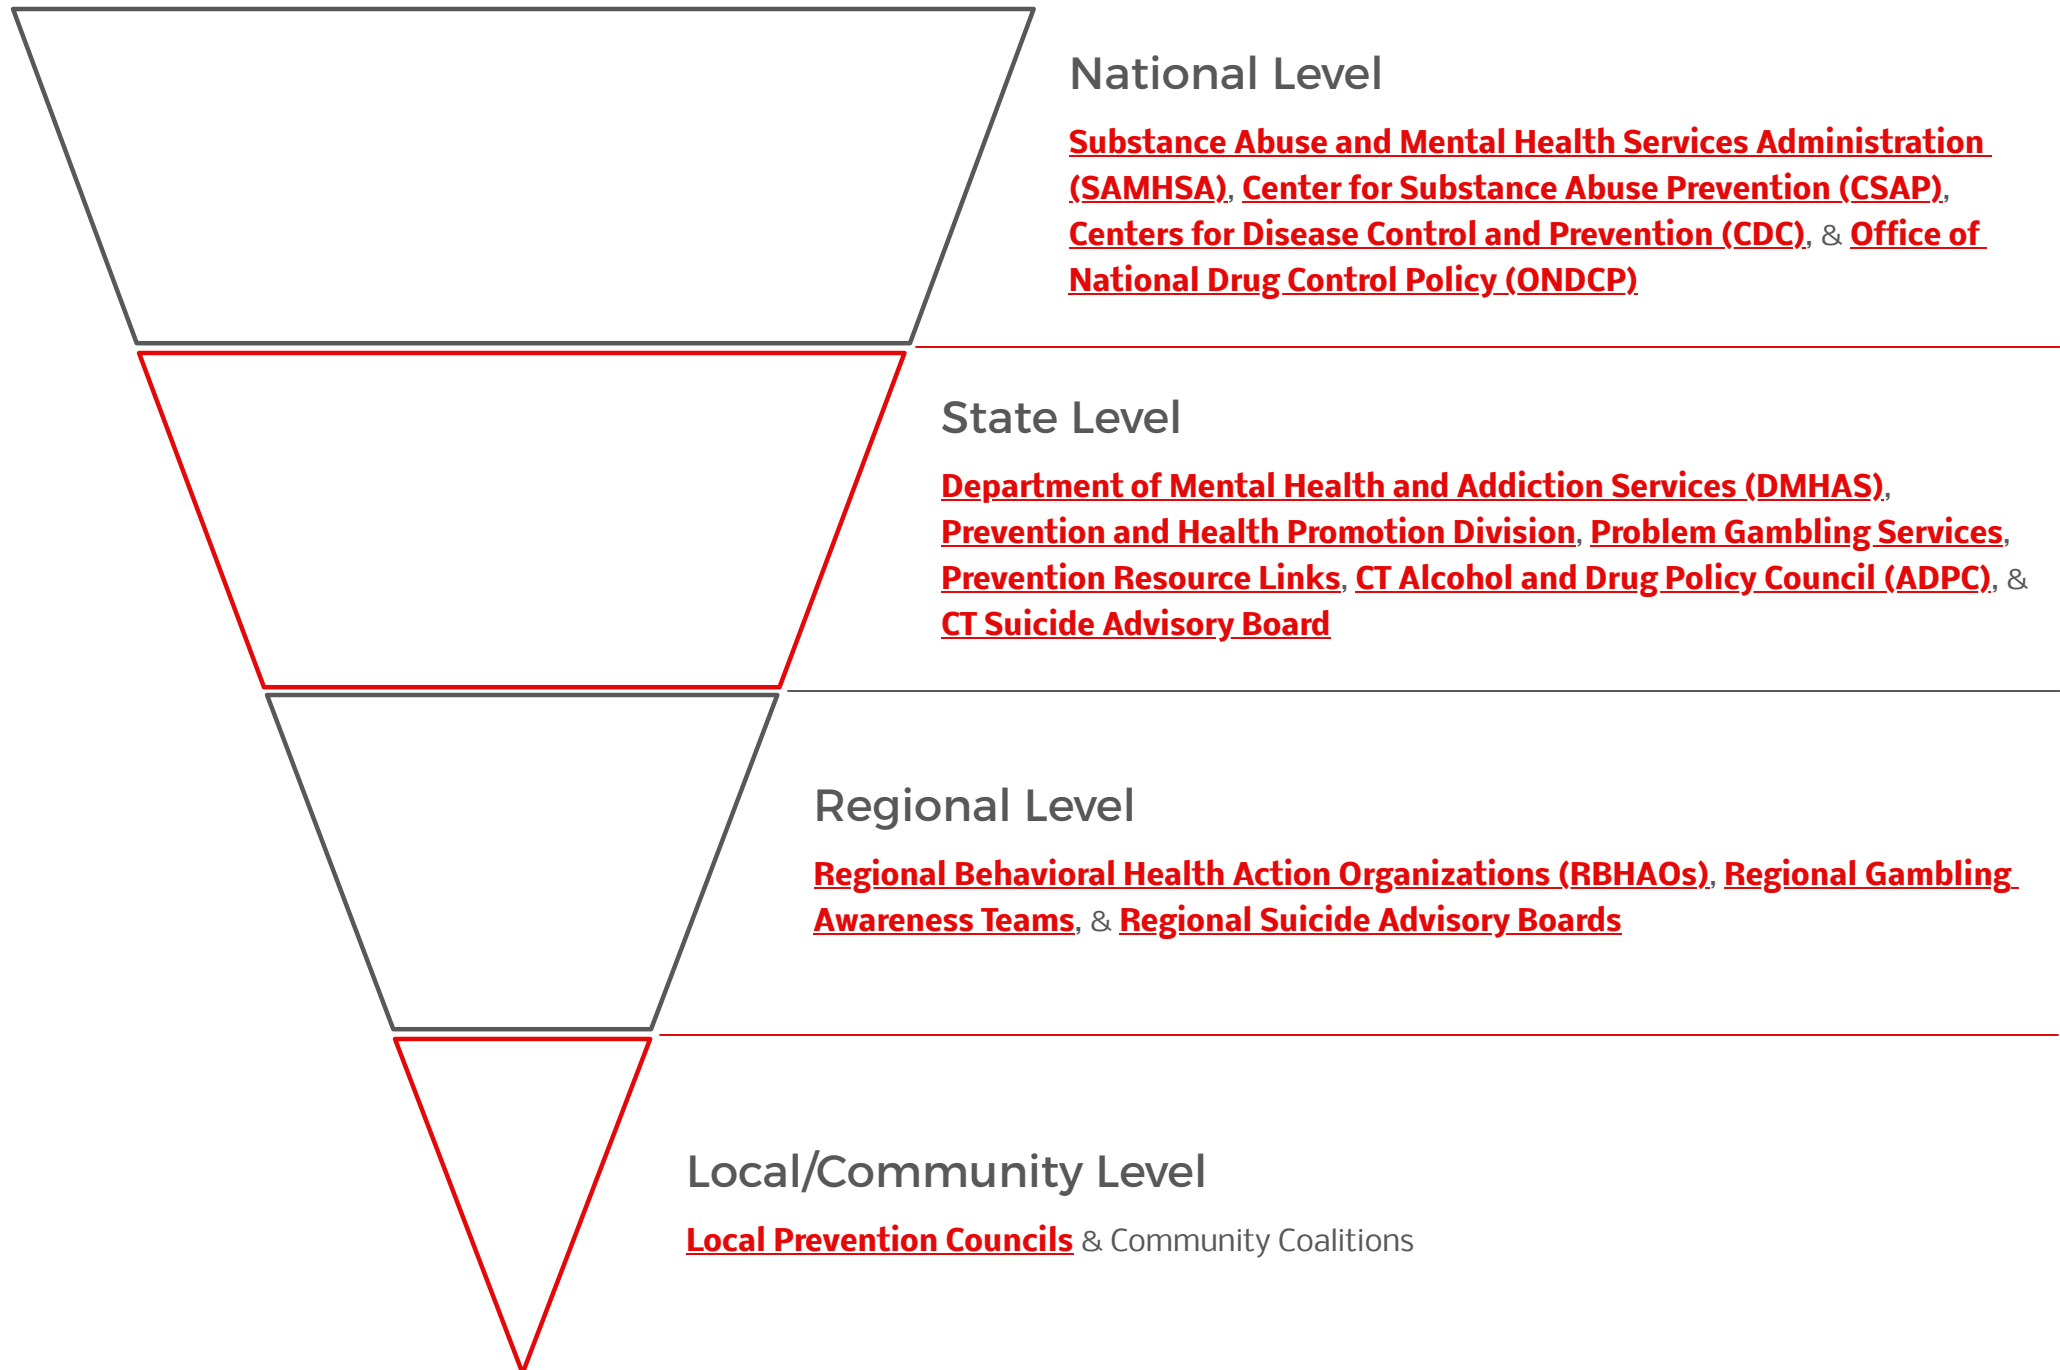 National Level
Substance Abuse and Mental Health Services Administration
(SAMHSA), Center for Substance Abuse Prevention (CSAP),
Centers for Disease Control and Prevention (CDC), & Office of
National Drug Control Policy (ONDCP)
State Level
Department of Mental Health and Addiction Services (DMHAS),
Prevention and Health Promotion Division, Problem Gambling Services,
Prevention Resource Links, CT Alcohol and Drug Policy Council (ADPC), &
CT Suicide Advisory Board
Regional Level
Regional Behavioral Health Action Organizations (RBHAOs), Regional Gambling
Awareness Teams, & Regional Suicide Advisory Boards
Local/Community Level
Local Prevention Councils & Community Coalitions